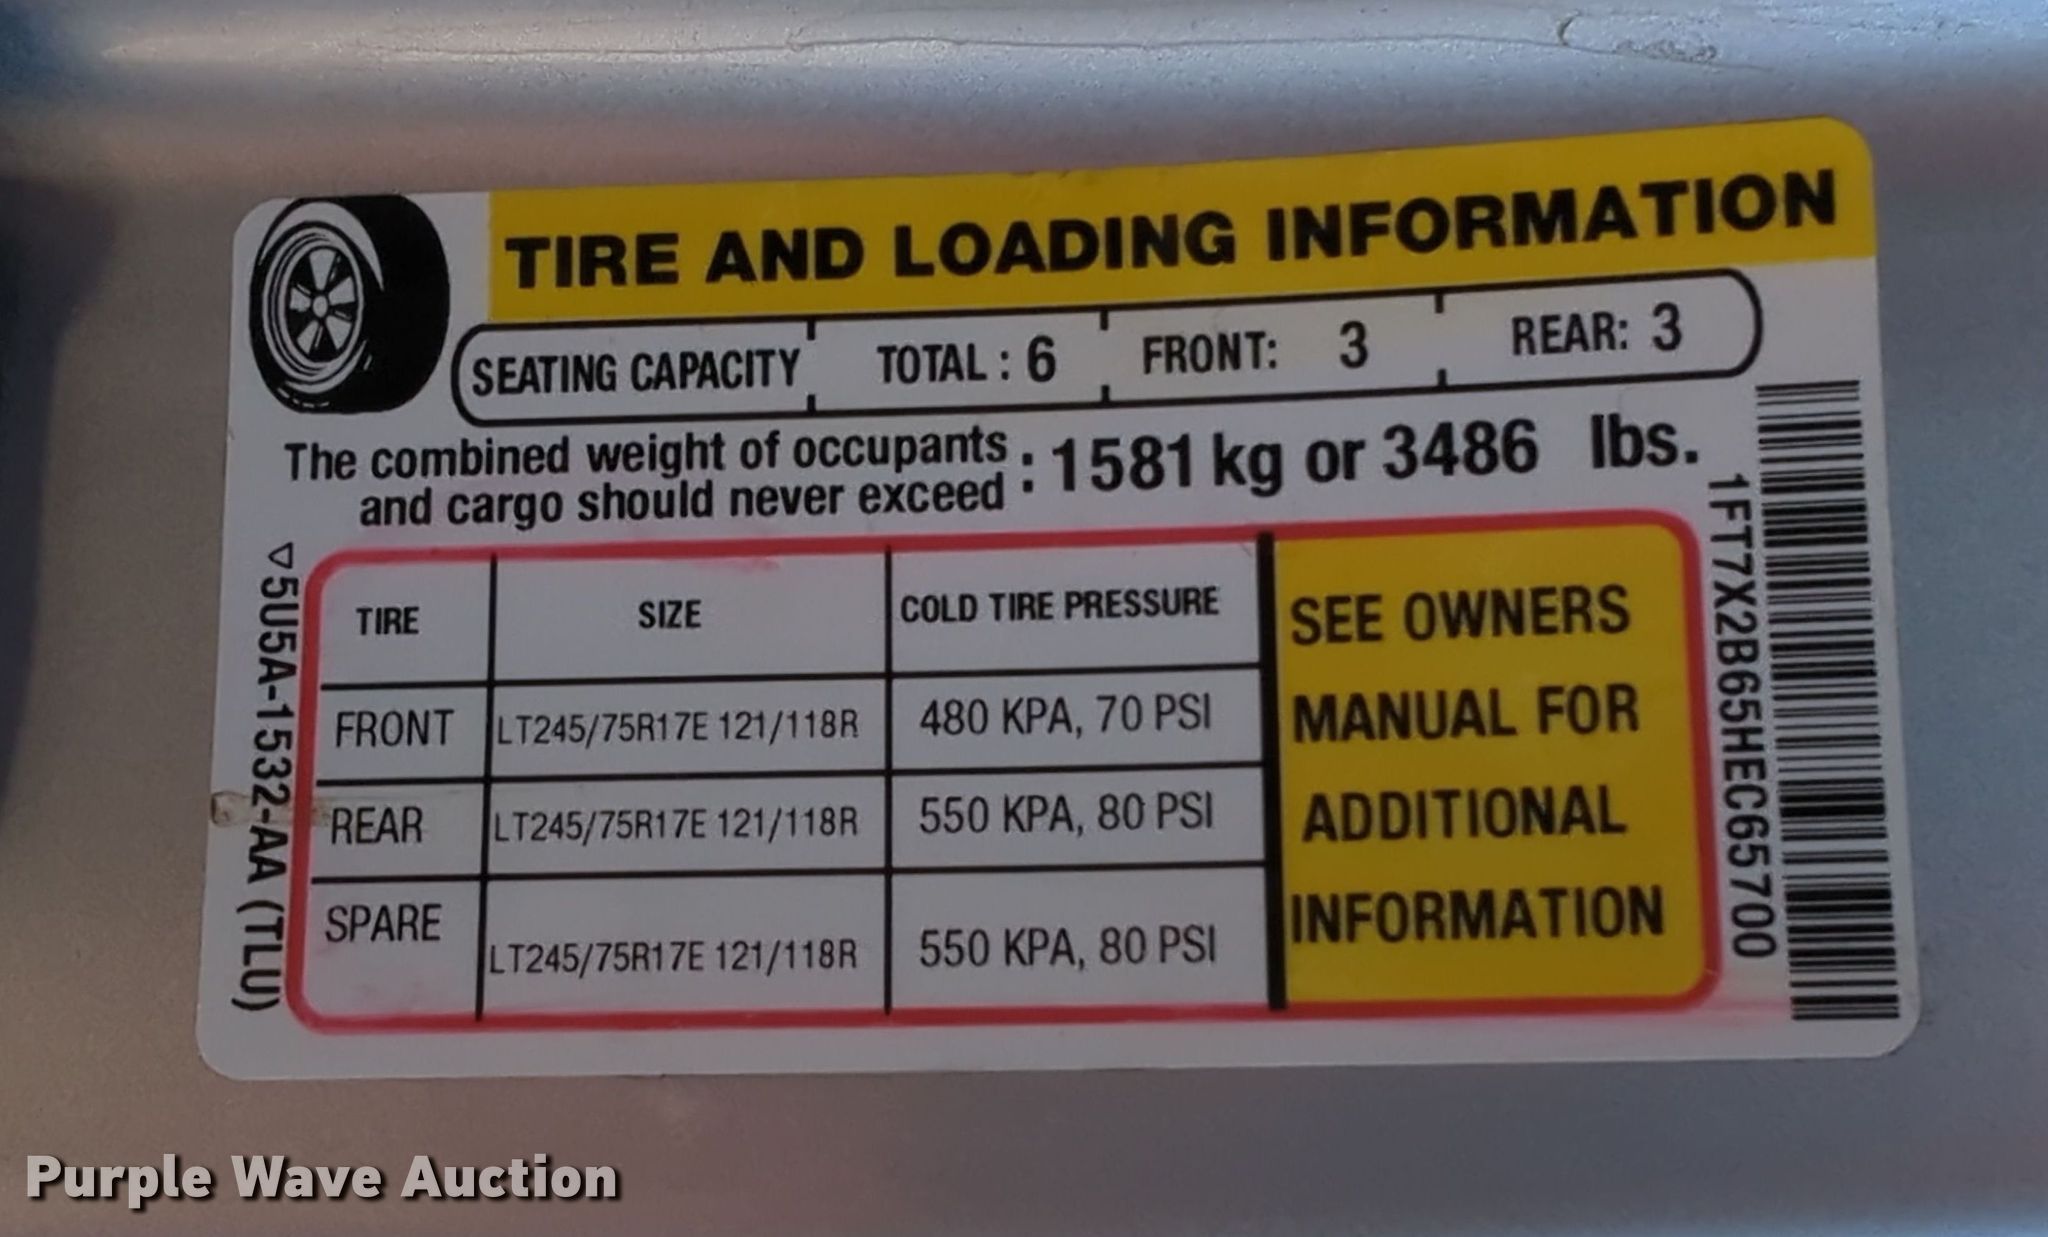 TIRE AND LOADING INFORMATION
SEATING CAPACITY TOTAL : 6 FRONT: 3 REAR: 3
The combined weight of occupants
and cargo should never exceed : 1581 kg or 3486 lbs.
TIRE SIZE COLD TIRE PRESSURE
FRONT LT245/75R17E 121/118R 480 KPA, 70 PSI
REAR LT245/75R17E 121/118R 550 KPA, 80 PSI
SPARE LT245/75R17E 121/118R 550 KPA, 80 PSI
SEE OWNERS
MANUAL FOR
ADDITIONAL
INFORMATION
5U5A-1532-AA (TLU)
1FT7X2B65HEC65700
Purple Wave Auction